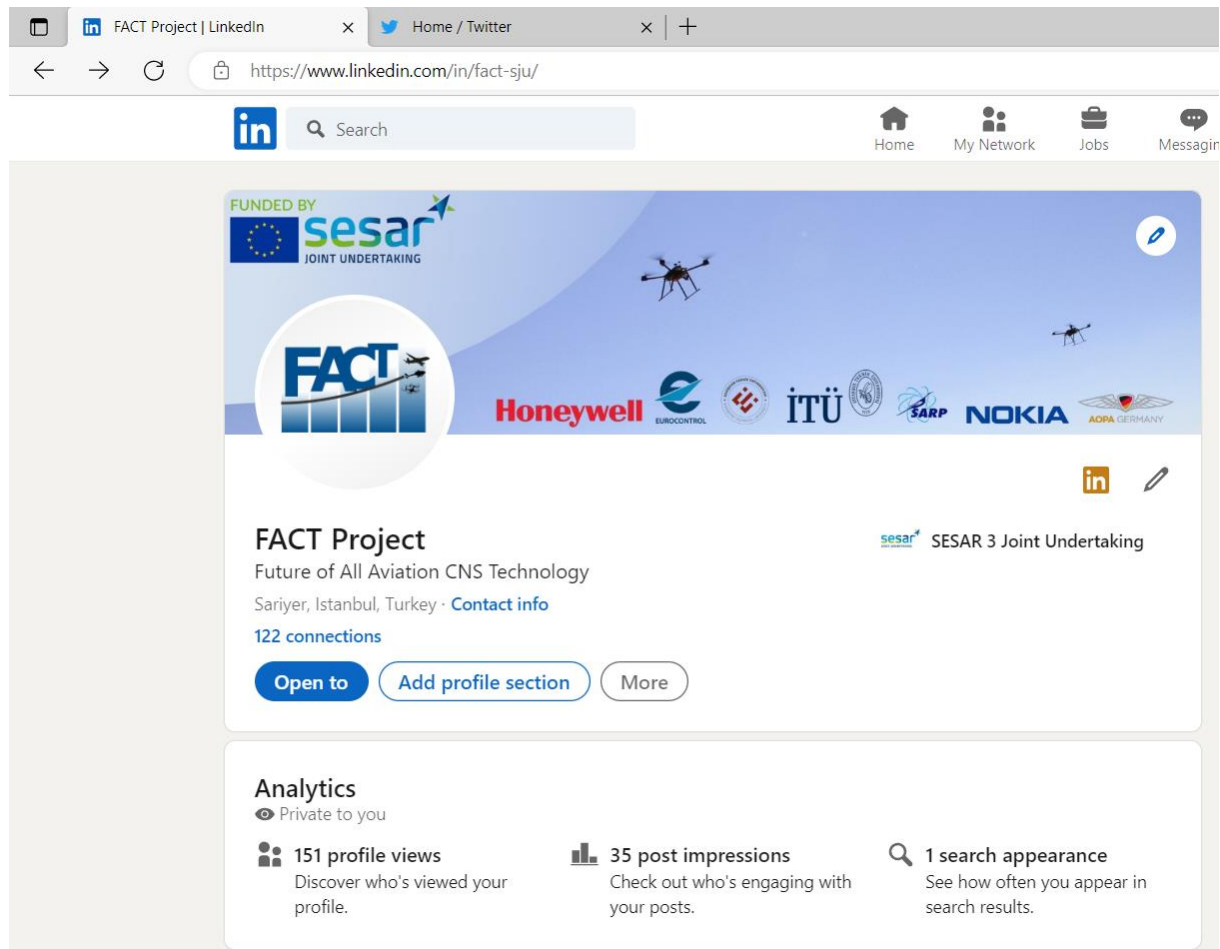 FACT Project | LinkedIn
Home / Twitter
https://www.linkedin.com/in/fact-sju/
in
Search
Home
My Network
Jobs
Messagin
FUNDED BY
sesar
JOINT UNDERTAKING
FACT
Honeywell
EUROCONTROL
İTÜ
SARP
NOKIA
AOPA GERMANY
in
FACT Project
sesar
SESAR 3 Joint Undertaking
Future of All Aviation CNS Technology
Sariyer, Istanbul, Turkey · Contact info
122 connections
Open to
Add profile section
More
Analytics
Private to you
151 profile views
Discover who's viewed your
profile.
35 post impressions
Check out who's engaging with
your posts.
1 search appearance
See how often you appear in
search results.